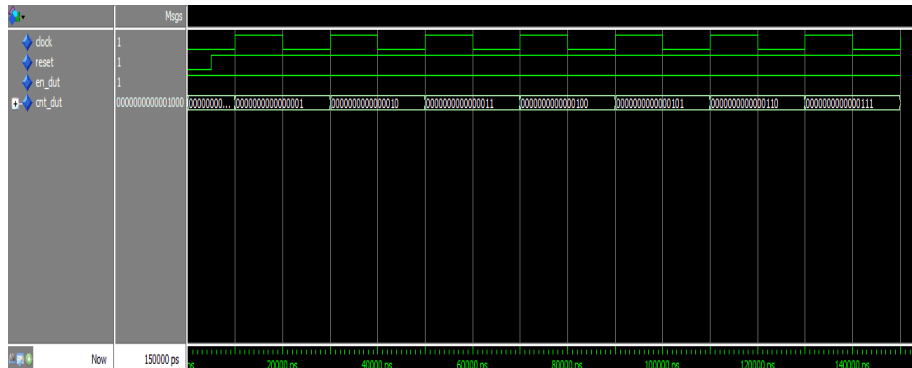 Msgs
clock 1
reset 1
en_dut 1
cnt_dut 0000000000001000 00000000... 0000000000000001 0000000000000010 0000000000000011 0000000000000100 0000000000000101 0000000000000110 0000000000000111
Now 150000 ps ps 20000 ps 40000 ps 60000 ps 80000 ps 100000 ps 120000 ps 140000 ps